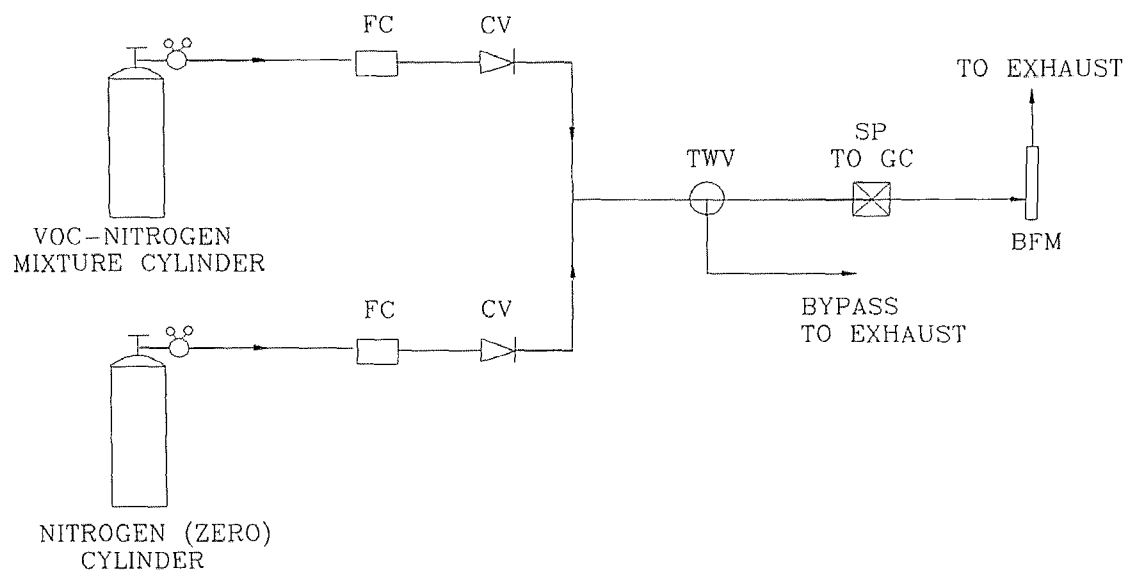 FC
CV
TO EXHAUST
SP
TO GC
TWV
VOC-NITROGEN
MIXTURE CYLINDER
BFM
FC
CV
BYPASS
TO EXHAUST
NITROGEN (ZERO)
CYLINDER